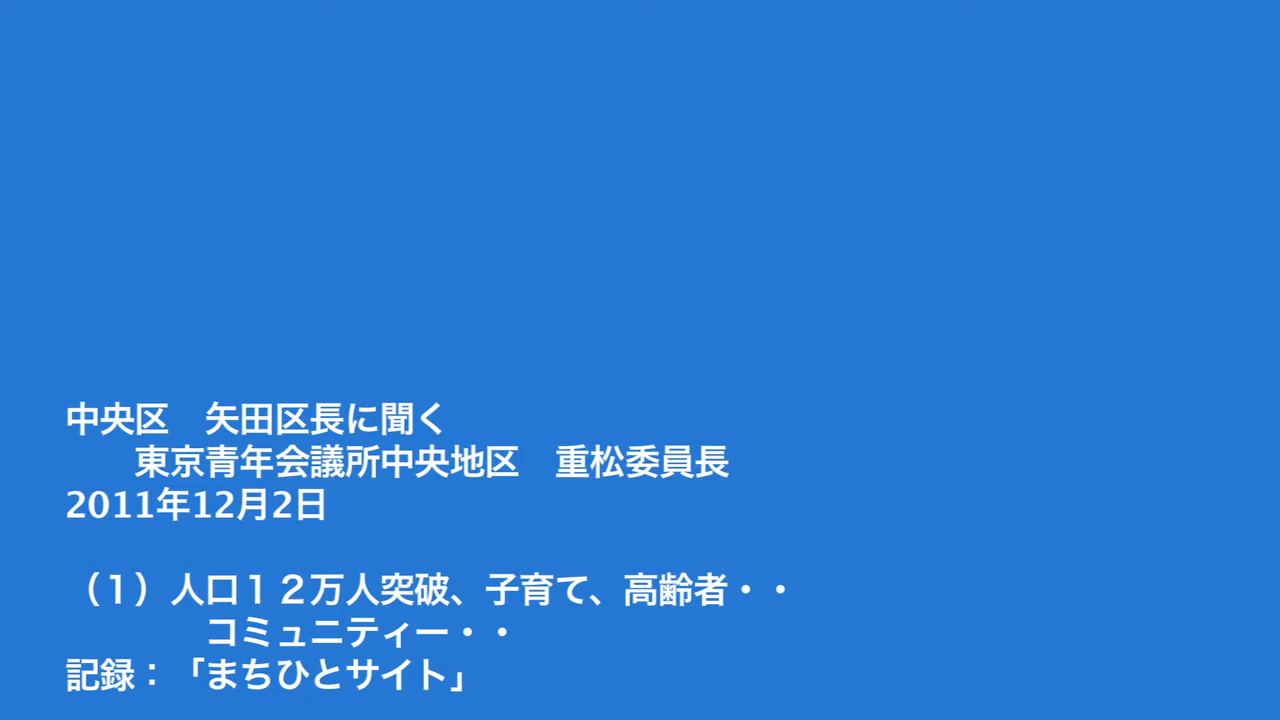 中央区　矢田区長に聞く
　　東京青年会議所中央地区　重松委員長
2011年12月2日
（１）人口１２万人突破、子育て、高齢者・・
　　　　コミュニティー・・
記録：「まちひとサイト」